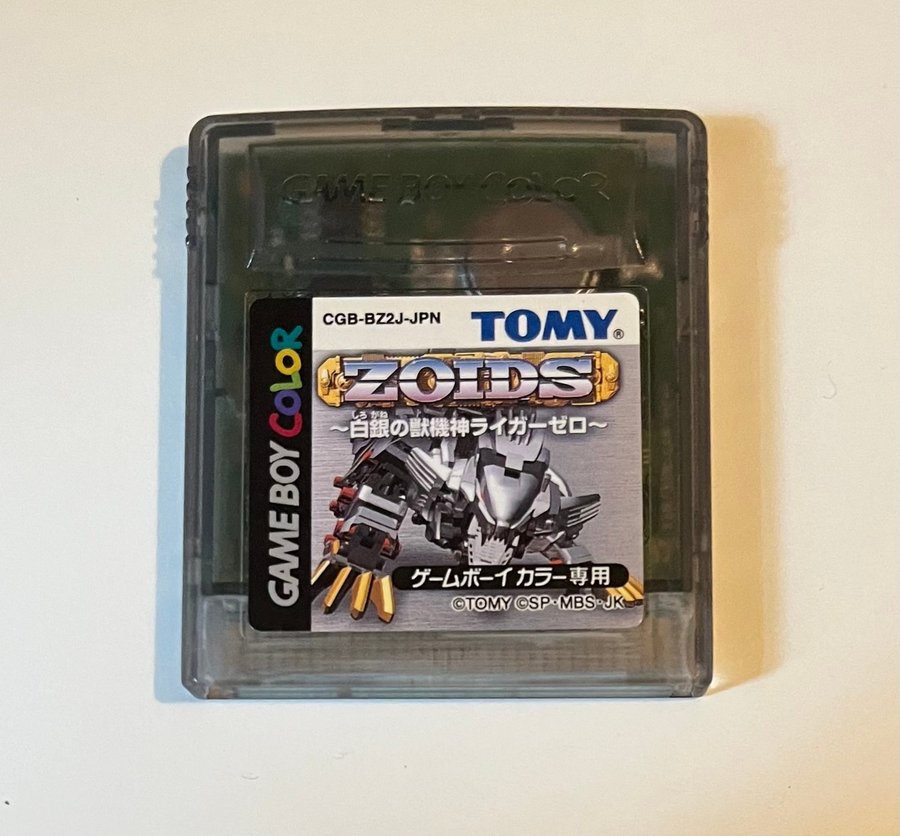 GAME BOY COLOR
CGB-BZ2J-JPN
TOMY®
ZOIDS
しろがね
～白銀の獣機神ライガーゼロ～
GAME BOY COLOR
ゲームボーイカラー専用
©TOMY ©SP・MBS・JK